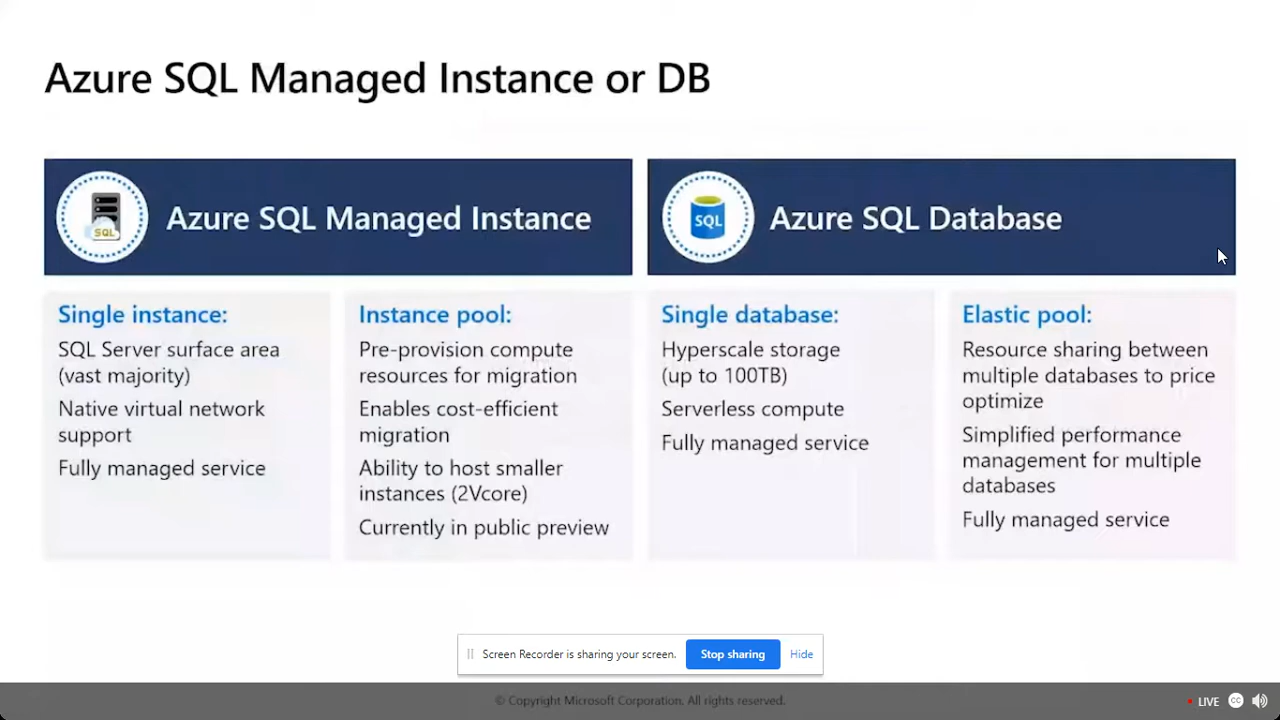 Azure SQL Managed Instance or DB
SQL
Azure SQL Managed Instance
SQL
Azure SQL Database
Single instance:
SQL Server surface area
(vast majority)
Native virtual network
support
Fully managed service
Instance pool:
Pre-provision compute
resources for migration
Enables cost-efficient
migration
Ability to host smaller
instances (2Vcore)
Currently in public preview
Single database:
Hyperscale storage
(up to 100TB)
Serverless compute
Fully managed service
Elastic pool:
Resource sharing between
multiple databases to price
optimize
Simplified performance
management for multiple
databases
Fully managed service
Screen Recorder is sharing your screen.
Stop sharing
Hide
© Copyright Microsoft Corporation. All rights reserved.
LIVE
CC